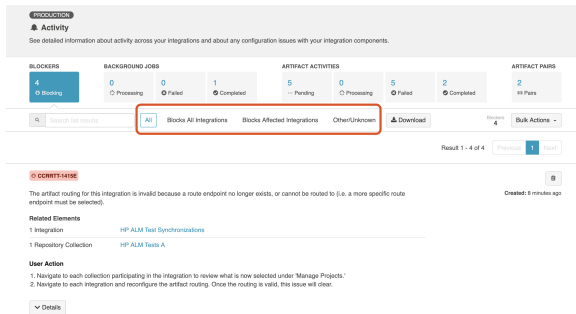 PRODUCTION
Activity
See detailed information about activity across your integrations and about any configuration issues with your integration components.
BLOCKERS BACKGROUND JOBS ARTIFACT ACTIVITIES ARTIFACT PAIRS
4 0 0 1 5 0 5 2 2
Blocking Processing Failed Completed Pending Processing Failed Completed Pairs
Search list results All Blocks All Integrations Blocks Affected Integrations Other/Unknown Download Blockers 4 Bulk Actions
Result 1 - 4 of 4 Previous 1 Next
CCRRTT-1415E
The artifact routing for this integration is invalid because a route endpoint no longer exists, or cannot be routed to (i.e. a more specific route Created: 8 minutes ago
endpoint must be selected).
Related Elements
1 Integration HP ALM Test Synchronizations
1 Repository Collection HP ALM Tests A
User Action
1. Navigate to each collection participating in the integration to review what is now selected under 'Manage Projects.'
2. Navigate to each integration and reconfigure the artifact routing. Once the routing is valid, this issue will clear.
Details